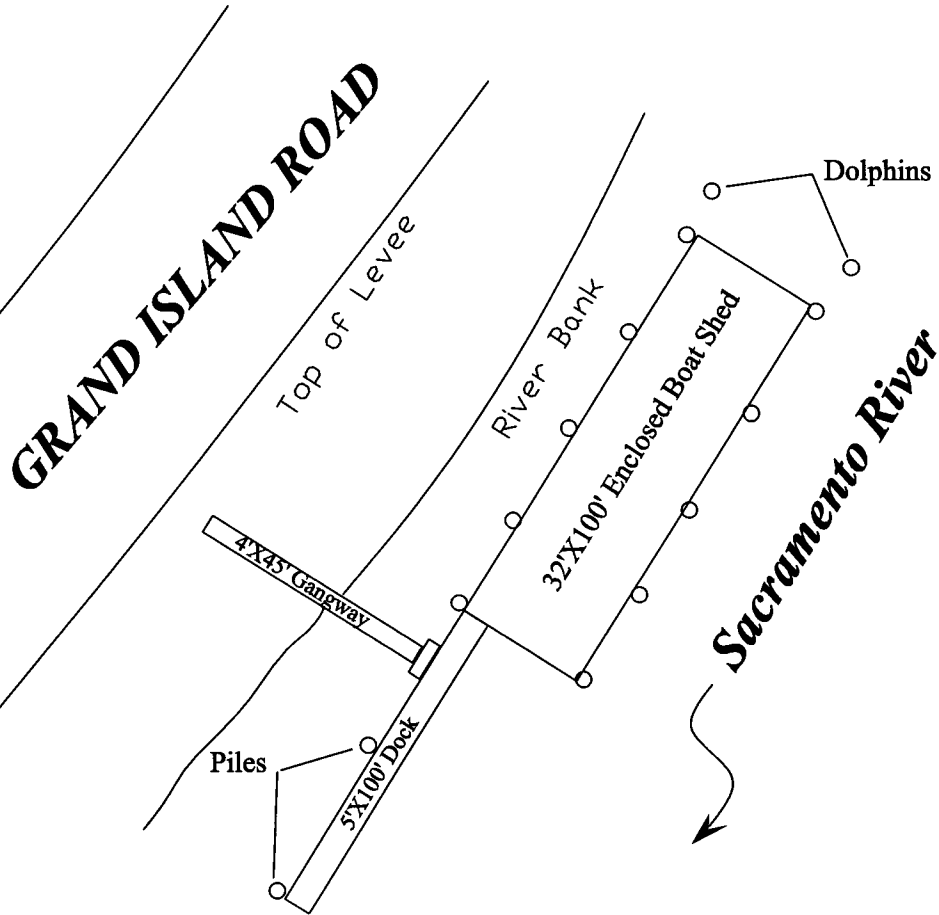 Dolphins
GRAND ISLAND ROAD
Top of Levee
River Bank
32'X100' Enclosed Boat Shed
Sacramento River
4'X45' Gangway
Piles
5'X100' Dock